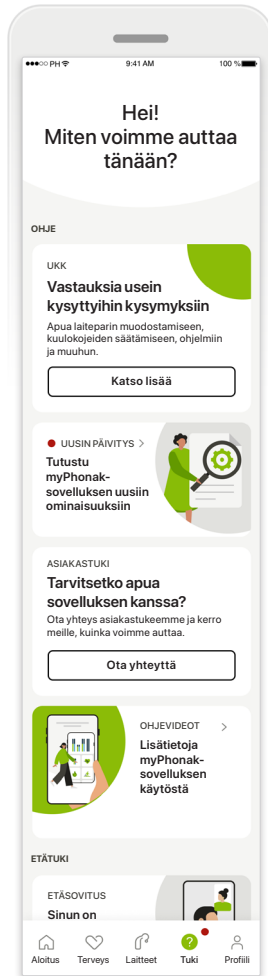 PH
9:41 AM
100 %
Hei!
Miten voimme auttaa
tänään?
OHJE
UKK
Vastauksia usein
kysyttyihin kysymyksiin
Apua laiteparin muodostamiseen,
kuulokojeiden säätämiseen, ohjelmiin
ja muuhun.
Katso lisää
UUSIN PÄIVITYS >
Tutustu
myPhonak-
sovelluksen uusiin
ominaisuuksiin
ASIAKASTUKI
Tarvitsetko apua
sovelluksen kanssa?
Ota yhteys asiakastukeemme ja kerro
meille, kuinka voimme auttaa.
Ota yhteyttä
OHJEVIDEOT >
Lisätietoja
myPhonak-
sovelluksen
käytöstä
ETÄTUKI
ETÄSOVITUS
Sinun on
Aloitus
Terveys
Laitteet
?
Tuki
Profiili